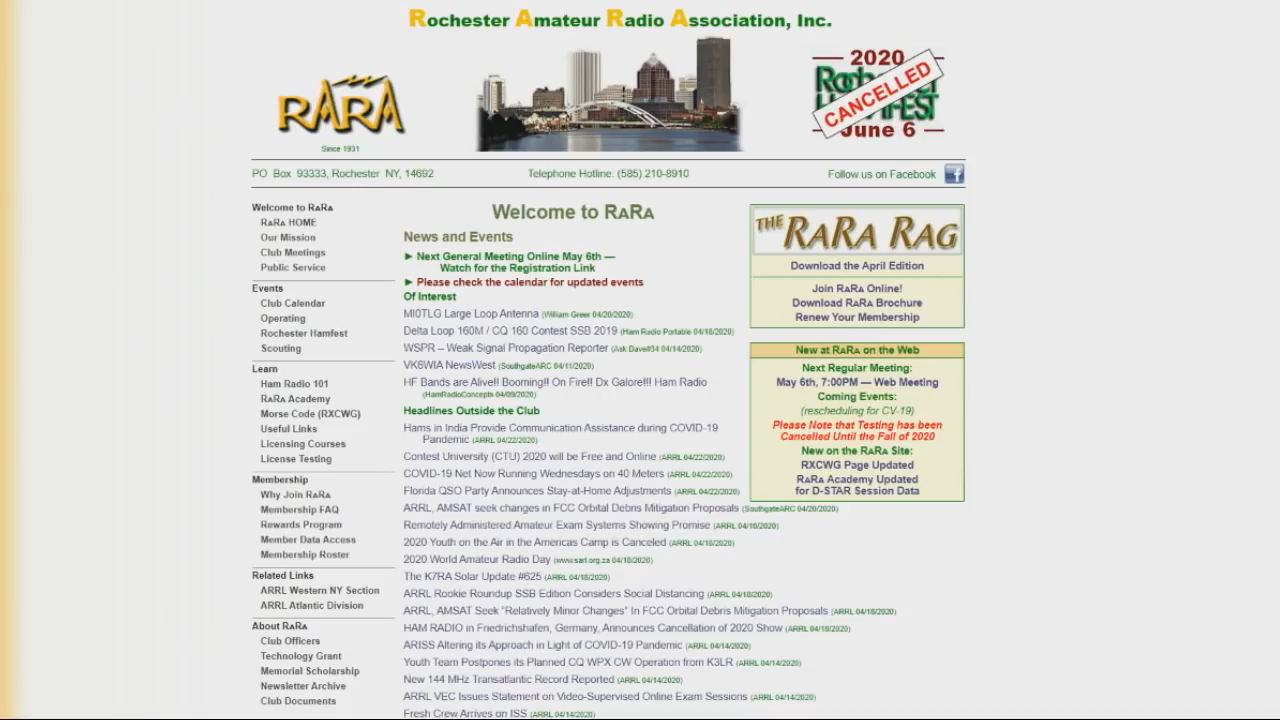 Rochester Amateur Radio Association, Inc.
RARA
Since 1931
2020
CANCELLED
June 6
PO Box 93333, Rochester NY, 14692
Telephone Hotline: (585) 210-8910
Follow us on Facebook
Welcome to RARA
RARA HOME
Our Mission
Club Meetings
Public Service
Events
Club Calendar
Operating
Rochester Hamfest
Scouting
Learn
Ham Radio 101
RARA Academy
Morse Code (RXCWG)
Useful Links
Licensing Courses
License Testing
Membership
Why Join RARA
Membership FAQ
Rewards Program
Member Data Access
Membership Roster
Related Links
ARRL Western NY Section
ARRL Atlantic Division
About RARA
Club Officers
Technology Grant
Memorial Scholarship
Newsletter Archive
Club Documents
Welcome to RARA
News and Events
► Next General Meeting Online May 6th —
Watch for the Registration Link
► Please check the calendar for updated events
Of Interest
MI0TLG Large Loop Antenna (William Greer 04/20/2020)
Delta Loop 160M / CQ 160 Contest SSB 2019 (Ham Radio Portable 04/18/2020)
WSPR – Weak Signal Propagation Reporter (Ask Dave#34 04/14/2020)
VK6WIA NewsWest (SouthgateARC 04/11/2020)
HF Bands are Alive!! Booming!! On Fire!! Dx Galore!!! Ham Radio
(HamRadioConcepts 04/09/2020)
Headlines Outside the Club
Hams in India Provide Communication Assistance during COVID-19
Pandemic (ARRL 04/22/2020)
Contest University (CTU) 2020 will be Free and Online (ARRL 04/22/2020)
COVID-19 Net Now Running Wednesdays on 40 Meters (ARRL 04/22/2020)
Florida QSO Party Announces Stay-at-Home Adjustments (ARRL 04/22/2020)
ARRL, AMSAT seek changes in FCC Orbital Debris Mitigation Proposals (SouthgateARC 04/20/2020)
Remotely Administered Amateur Exam Systems Showing Promise (ARRL 04/18/2020)
2020 Youth on the Air in the Americas Camp is Canceled (ARRL 04/18/2020)
2020 World Amateur Radio Day (www.sarl.org.za 04/18/2020)
The K7RA Solar Update #625 (ARRL 04/18/2020)
ARRL Rookie Roundup SSB Edition Considers Social Distancing (ARRL 04/18/2020)
ARRL, AMSAT Seek "Relatively Minor Changes" In FCC Orbital Debris Mitigation Proposals (ARRL 04/18/2020)
HAM RADIO in Friedrichshafen, Germany, Announces Cancellation of 2020 Show (ARRL 04/18/2020)
ARISS Altering its Approach in Light of COVID-19 Pandemic (ARRL 04/14/2020)
Youth Team Postpones its Planned CQ WPX CW Operation from K3LR (ARRL 04/14/2020)
New 144 MHz Transatlantic Record Reported (ARRL 04/14/2020)
ARRL VEC Issues Statement on Video-Supervised Online Exam Sessions (ARRL 04/14/2020)
Fresh Crew Arrives on ISS (ARRL 04/14/2020)
THE RARA RAG
Download the April Edition
Join RARA Online!
Download RARA Brochure
Renew Your Membership
New at RARA on the Web
Next Regular Meeting:
May 6th, 7:00PM — Web Meeting
Coming Events:
(rescheduling for CV-19)
Please Note that Testing has been
Cancelled Until the Fall of 2020
New on the RARA Site:
RXCWG Page Updated
RARA Academy Updated
for D-STAR Session Data